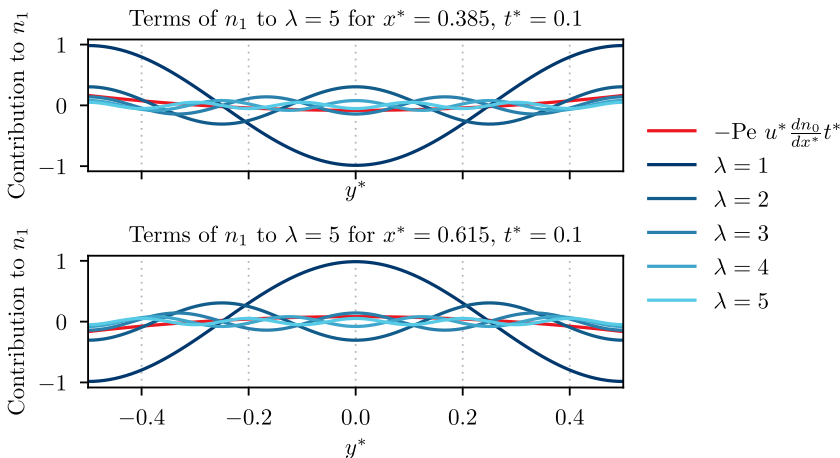 Terms of n₁ to λ = 5 for x* = 0.385, t* = 0.1
Contribution to n₁
1
0
−1
y*
Terms of n₁ to λ = 5 for x* = 0.615, t* = 0.1
Contribution to n₁
1
0
−1
−0.4 −0.2 0.0 0.2 0.4
y*
−Pe u* dn₀/dx* t*
λ = 1
λ = 2
λ = 3
λ = 4
λ = 5